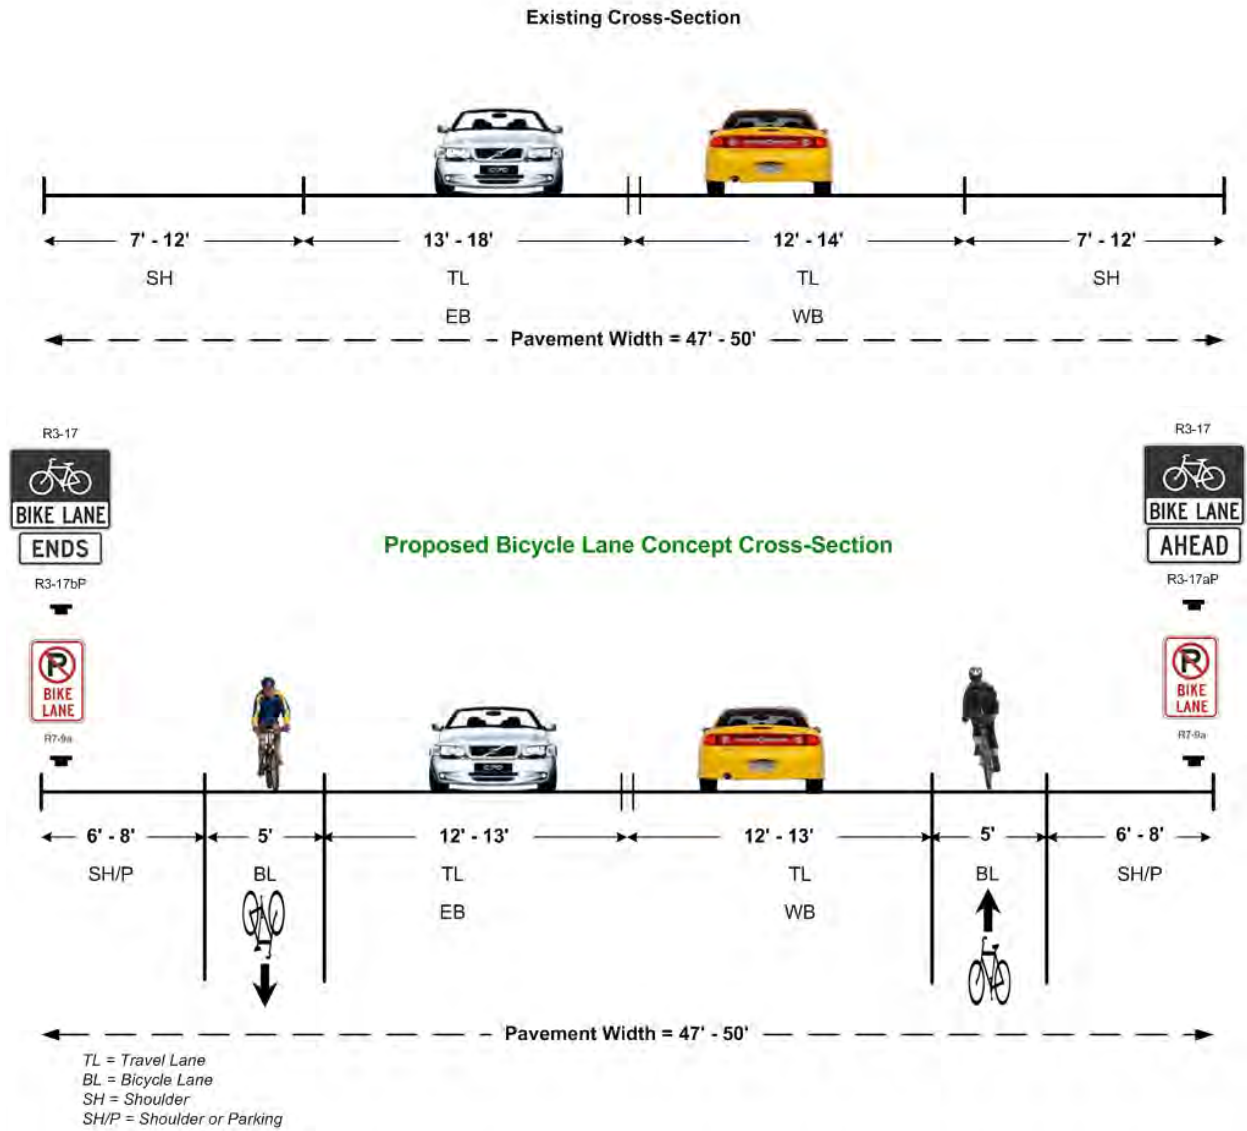 Existing Cross-Section
7' - 12' 13' - 18' 12' - 14' 7' - 12'
SH TL TL SH
EB WB
Pavement Width = 47' - 50'
R3-17 R3-17
BIKE LANE BIKE LANE
ENDS AHEAD
Proposed Bicycle Lane Concept Cross-Section
R3-17bP R3-17aP
P P
BIKE BIKE
LANE LANE
R7-9a R7-9a
6' - 8' 5' 12' - 13' 12' - 13' 5' 6' - 8'
SH/P BL TL TL BL SH/P
EB WB
Pavement Width = 47' - 50'
TL = Travel Lane
BL = Bicycle Lane
SH = Shoulder
SH/P = Shoulder or Parking